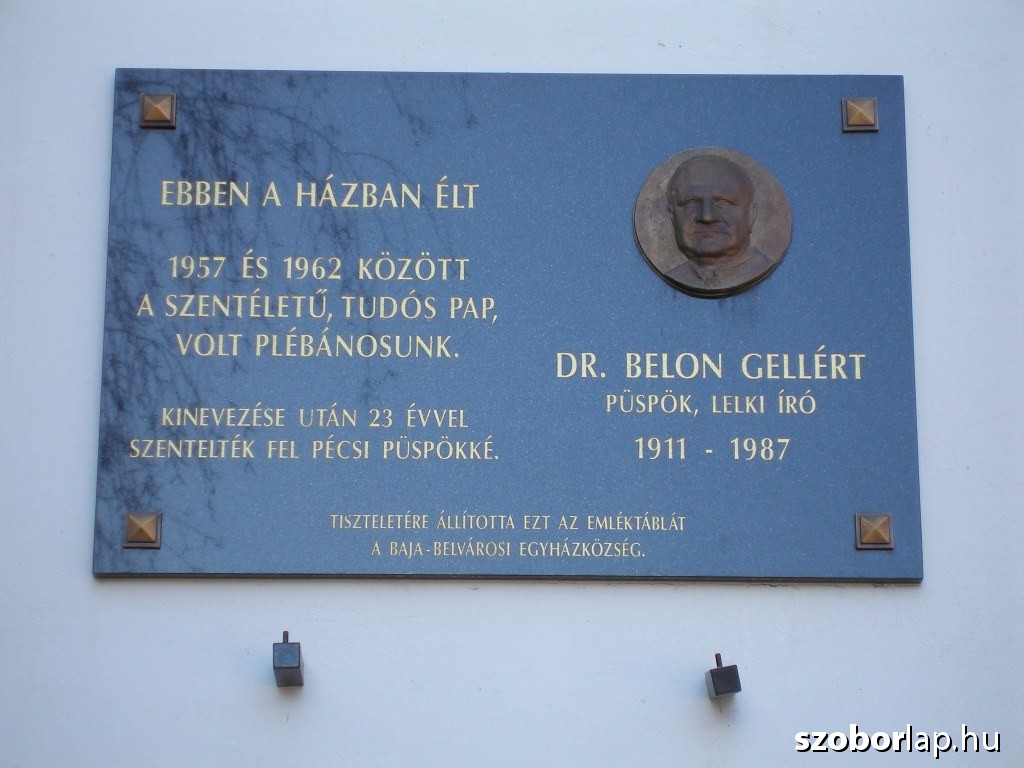 EBBEN A HÁZBAN ÉLT
1957 ÉS 1962 KÖZÖTT
A SZENTÉLETŰ, TUDÓS PAP,
VOLT PLÉBÁNOSUNK.
KINEVEZÉSE UTÁN 23 ÉVVEL
SZENTELTÉK FEL PÉCSI PÜSPÖKKÉ.
DR. BELON GELLÉRT
PÜSPÖK, LELKI ÍRÓ
1911 - 1987
TISZTELETÉRE ÁLLÍTOTTA EZT AZ EMLÉKTÁBLÁT
A BAJA-BELVÁROSI EGYHÁZKÖZSÉG.
szoborlap.hu